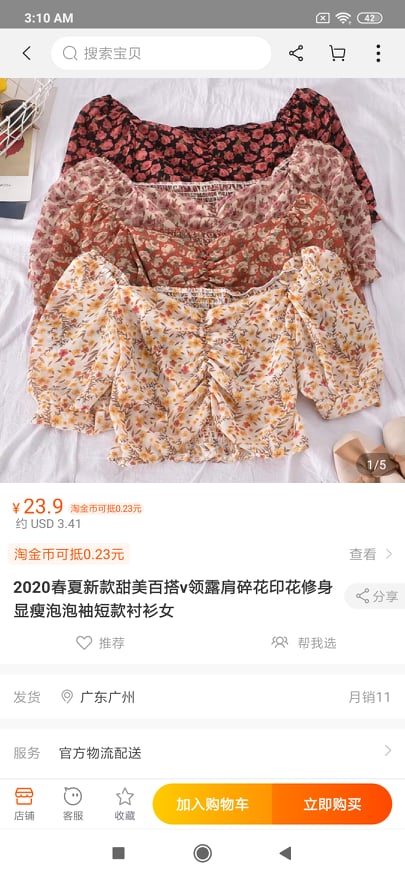 3:10 AM
42
搜索宝贝
1/5
¥23.9 淘金币可抵0.23元
约 USD 3.41
淘金币可抵0.23元
查看
2020春夏新款甜美百搭v领露肩碎花印花修身
显瘦泡泡袖短款衬衫女
分享
推荐
帮我选
发货 广东广州 月销11
服务 官方物流配送
店铺 客服 收藏 加入购物车 立即购买